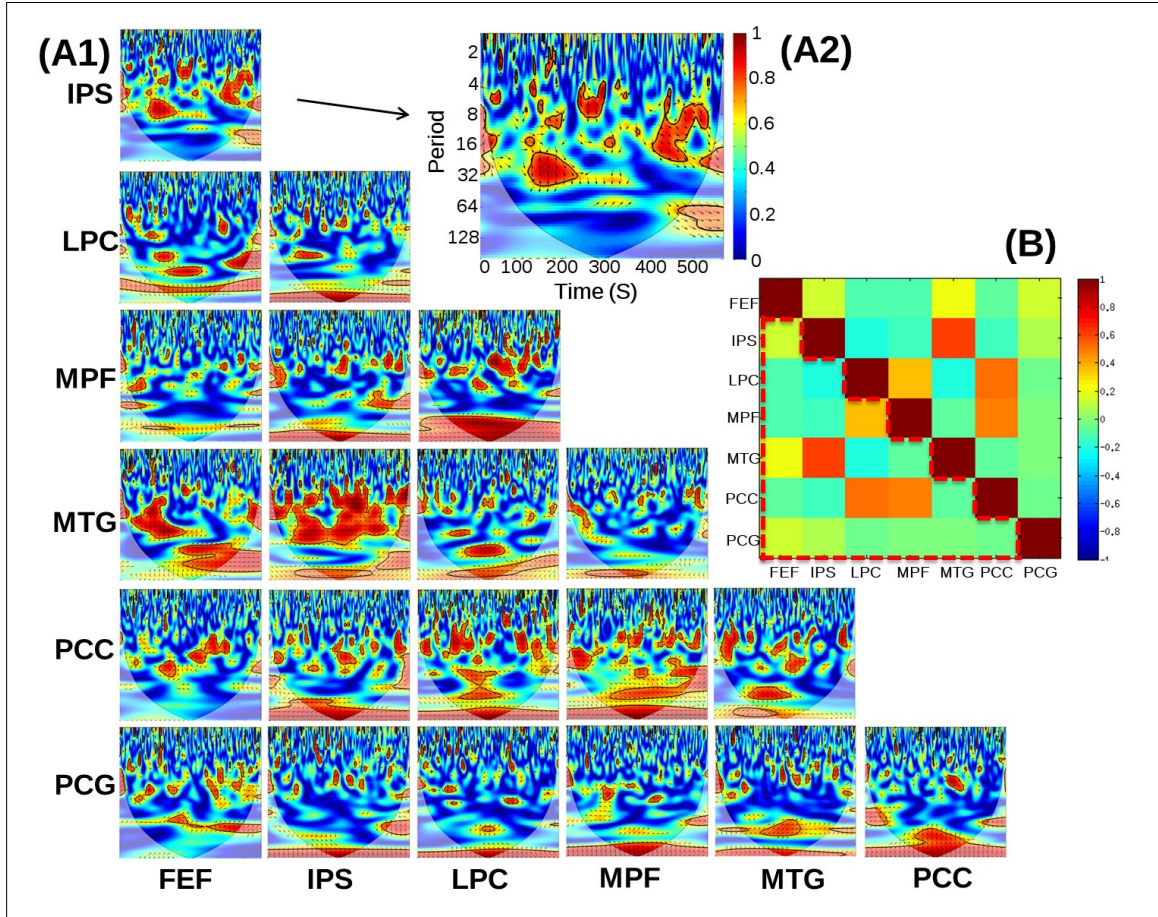 (A1)
(A2)
IPS
LPC
MPF
MTG
PCC
PCG
FEF IPS LPC MPF MTG PCC
Period
2
4
8
16
32
64
128
0 100 200 300 400 500
Time (S)
1
0.8
0.6
0.4
0.2
0
(B)
FEF
IPS
LPC
MPF
MTG
PCC
PCG
FEF IPS LPC MPF MTG PCC PCG
1
0,8
0,6
0,4
0,2
0
-0,2
-0,4
-0,6
-0,8
-1